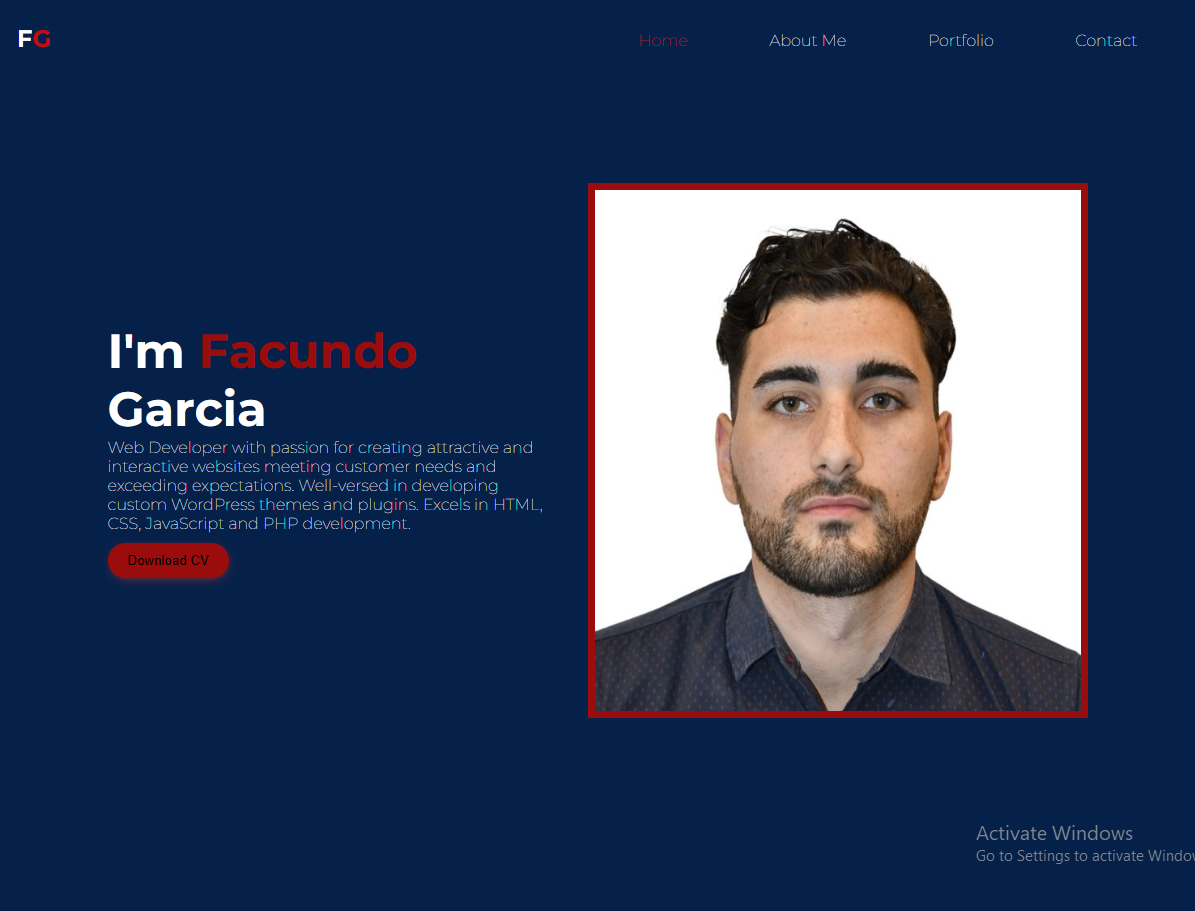 FG
Home About Me Portfolio Contact
I'm Facundo
Garcia
Web Developer with passion for creating attractive and
interactive websites meeting customer needs and
exceeding expectations. Well-versed in developing
custom WordPress themes and plugins. Excels in HTML,
CSS, JavaScript and PHP development.
Download CV
Activate Windows
Go to Settings to activate Window